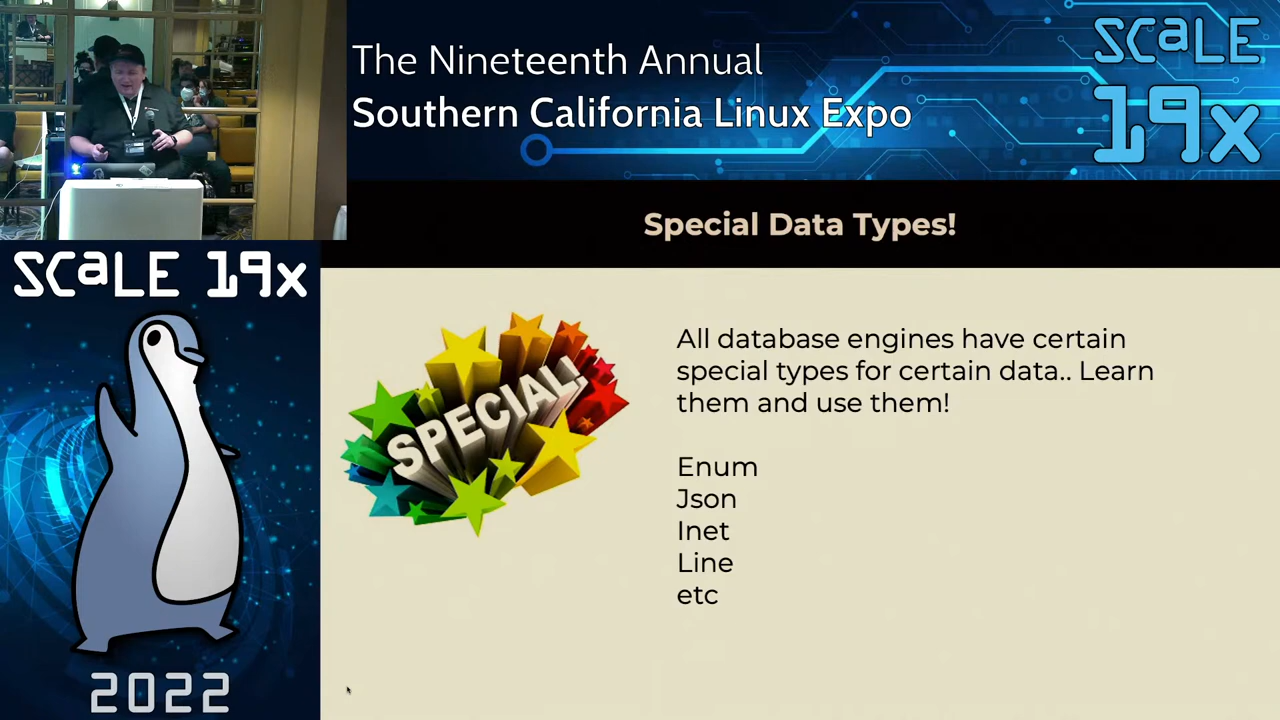 The Nineteenth Annual
Southern California Linux Expo
SCaLE
19x
Special Data Types!
SCaLE 19x
SPECIAL!
All database engines have certain
special types for certain data.. Learn
them and use them!
Enum
Json
Inet
Line
etc
2022